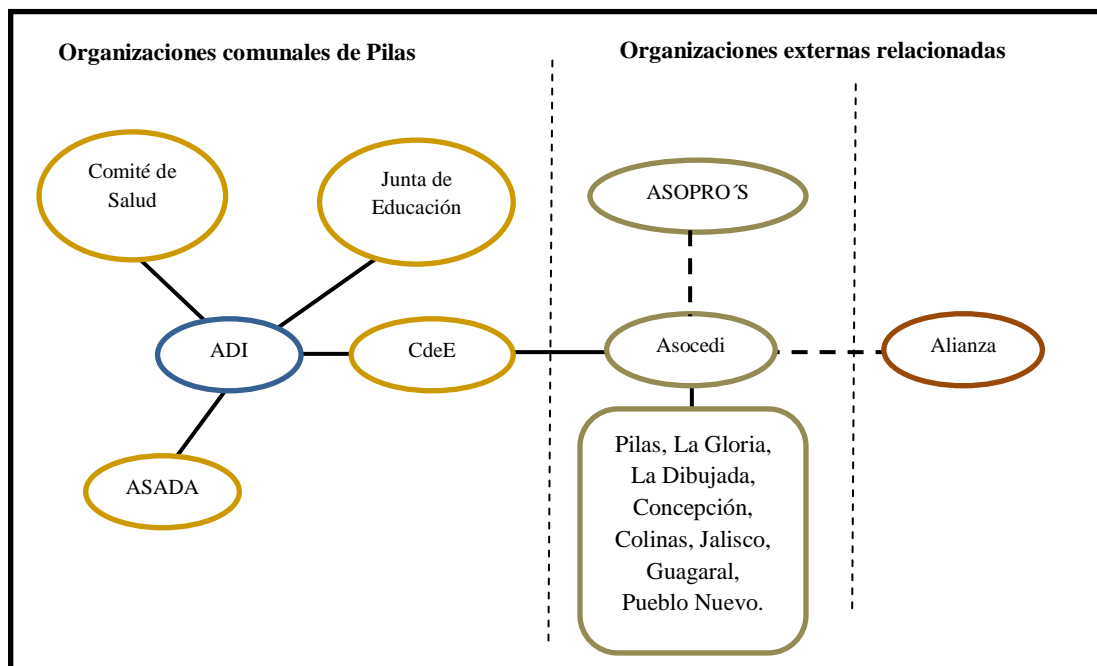 Organizaciones comunales de Pilas
Organizaciones externas relacionadas
Comité de
Salud
Junta de
Educación
ASOPRO´S
ADI
CdeE
Asocedi
Alianza
ASADA
Pilas, La Gloria,
La Dibujada,
Concepción,
Colinas, Jalisco,
Guagaral,
Pueblo Nuevo.